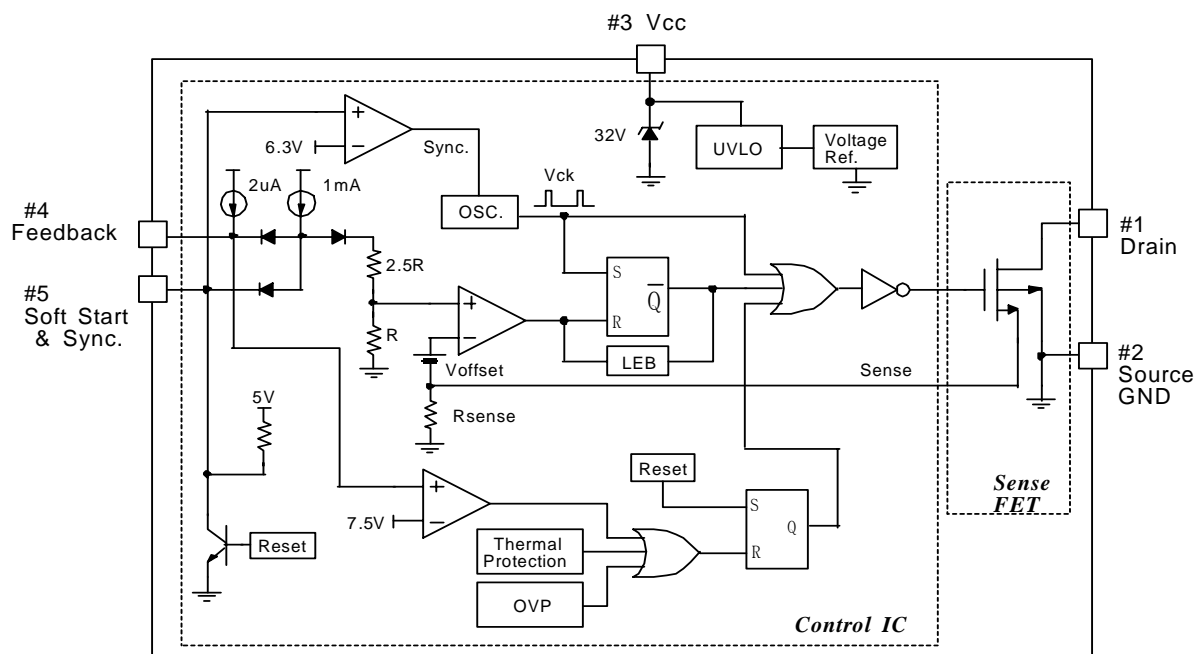 #3 Vcc
32V
UVLO
Voltage
Ref.
+
−
6.3V
Sync.
2uA
1mA
Vck
OSC.
#4
Feedback
#5
Soft Start
& Sync.
2.5R
R
+
−
Voffset
Rsense
S
R
Q
LEB
Sense
#1
Drain
#2
Source
GND
Sense
FET
5V
Reset
+
−
7.5V
Thermal
Protection
OVP
Reset
S
R
Q
Control IC